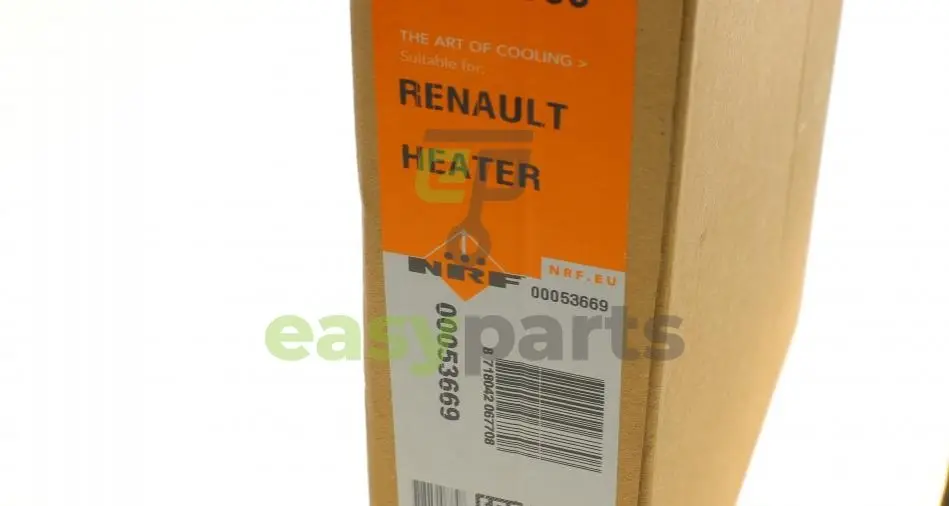 THE ART OF COOLING >
Suitable for:
RENAULT
HEATER
NRF
NRF.EU
00053669
00053669
8 718042 067708
easyparts